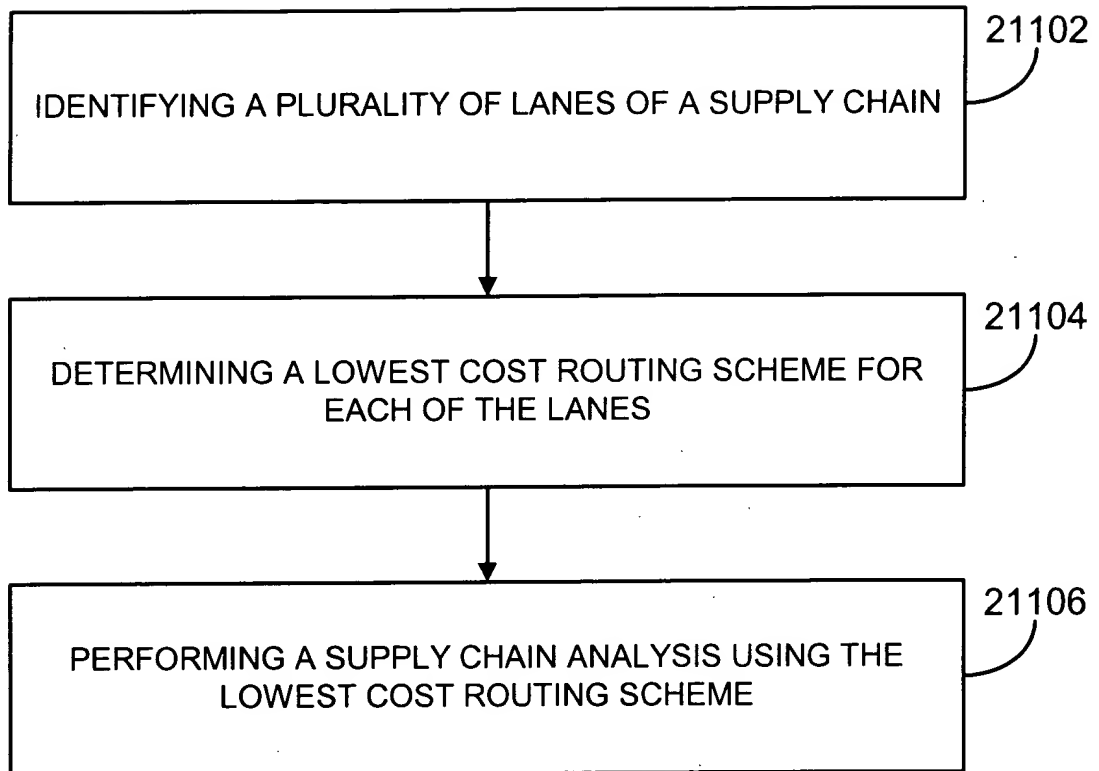 21102
IDENTIFYING A PLURALITY OF LANES OF A SUPPLY CHAIN
21104
DETERMINING A LOWEST COST ROUTING SCHEME FOR
EACH OF THE LANES
21106
PERFORMING A SUPPLY CHAIN ANALYSIS USING THE
LOWEST COST ROUTING SCHEME